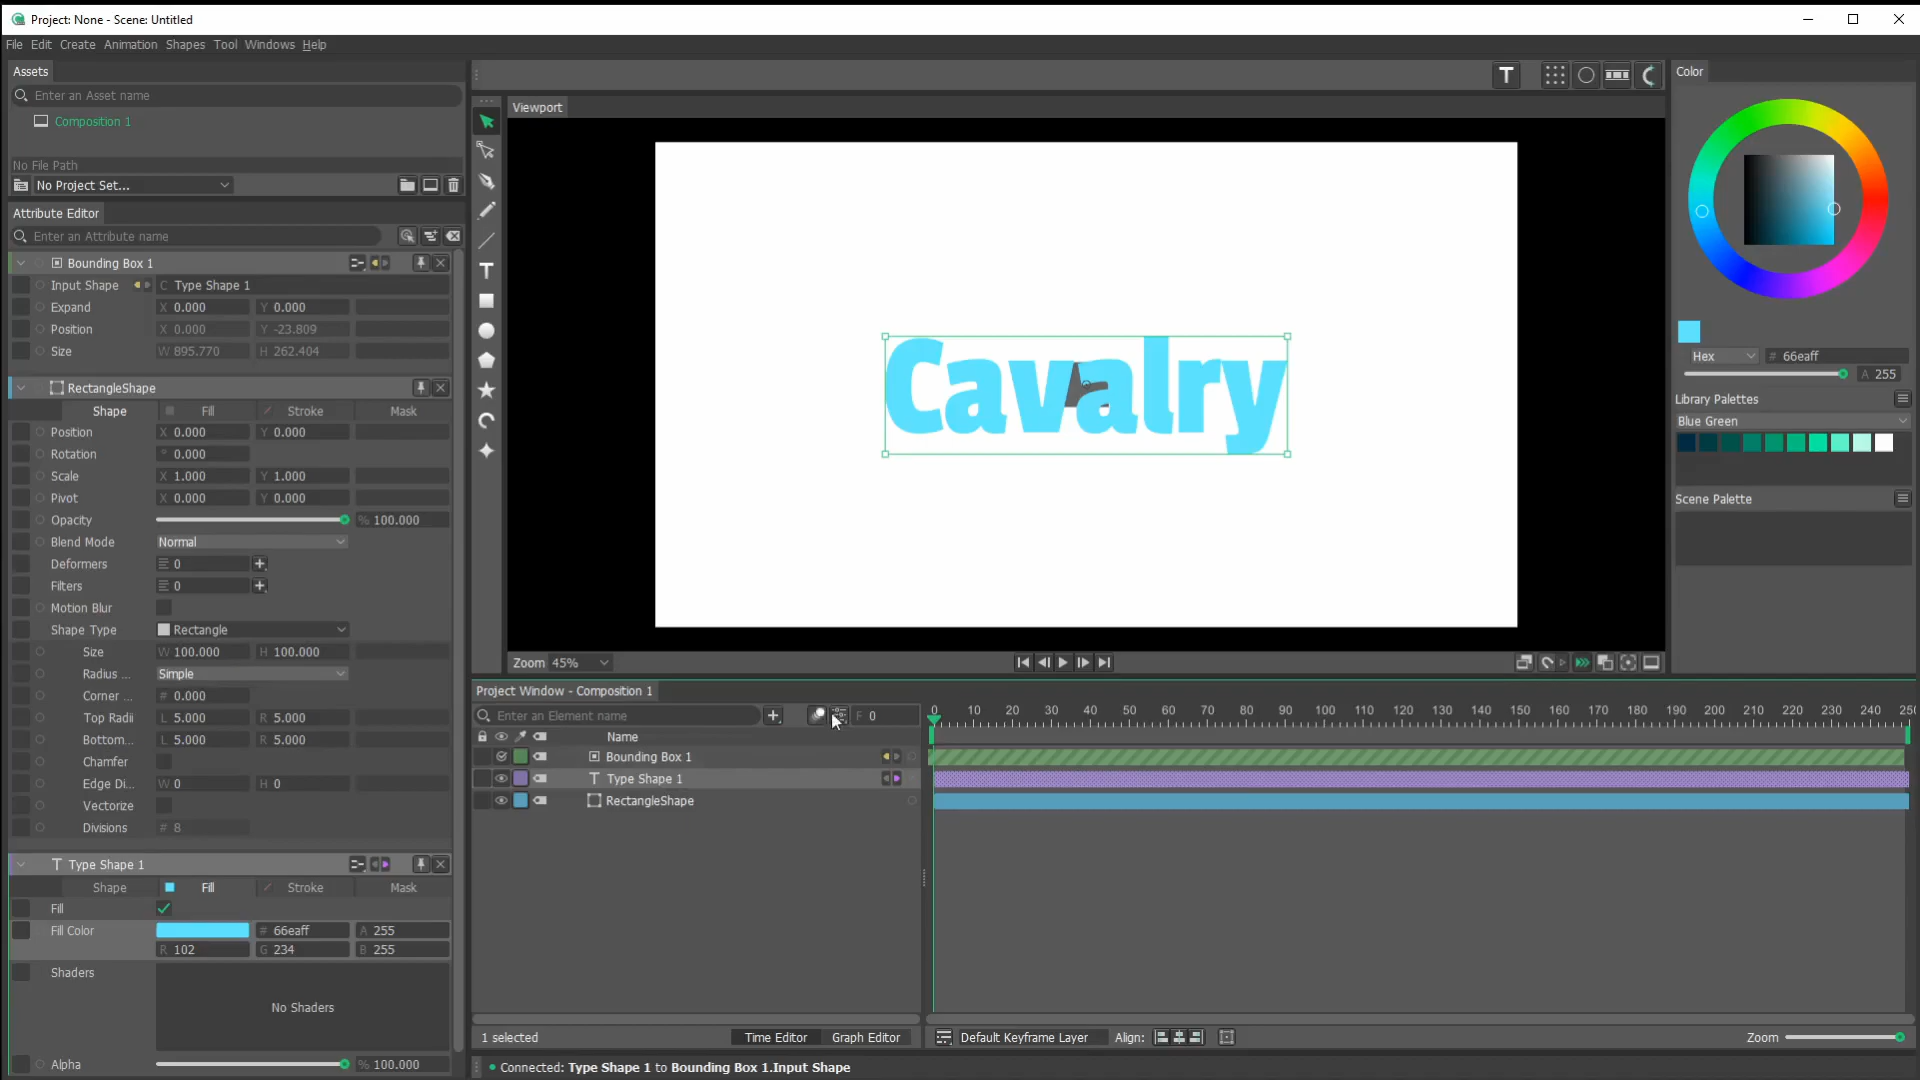 Project: None - Scene: Untitled
File Edit Create Animation Shapes Tool Windows Help
Assets
Enter an Asset name
Composition 1
No File Path
No Project Set...
Attribute Editor
Enter an Attribute name
Bounding Box 1
Input Shape C Type Shape 1
Expand X 0.000 Y 0.000
Position X 0.000 Y -23.809
Size W 895.770 H 262.404
RectangleShape
Shape Fill Stroke Mask
Position X 0.000 Y 0.000
Rotation ° 0.000
Scale X 1.000 Y 1.000
Pivot X 0.000 Y 0.000
Opacity % 100.000
Blend Mode Normal
Deformers 0
Filters 0
Motion Blur
Shape Type Rectangle
Size W 100.000 H 100.000
Radius ... Simple
Corner ... # 0.000
Top Radii L 5.000 R 5.000
Bottom... L 5.000 R 5.000
Chamfer
Edge Di... W 0 H 0
Vectorize
Divisions # 8
Type Shape 1
Shape Fill Stroke Mask
Fill
Fill Color # 66eaff A 255
R 102 G 234 B 255
Shaders
No Shaders
Alpha % 100.000
Viewport
Cavalry
Zoom 45%
Project Window - Composition 1
Enter an Element name F 0
Name
Bounding Box 1
Type Shape 1
RectangleShape
0 10 20 30 40 50 60 70 80 90 100 110 120 130 140 150 160 170 180 190 200 210 220 230 240 250
1 selected Time Editor Graph Editor Default Keyframe Layer Align: Zoom
Connected: Type Shape 1 to Bounding Box 1.Input Shape
Color
Hex # 66eaff
A 255
Library Palettes
Blue Green
Scene Palette